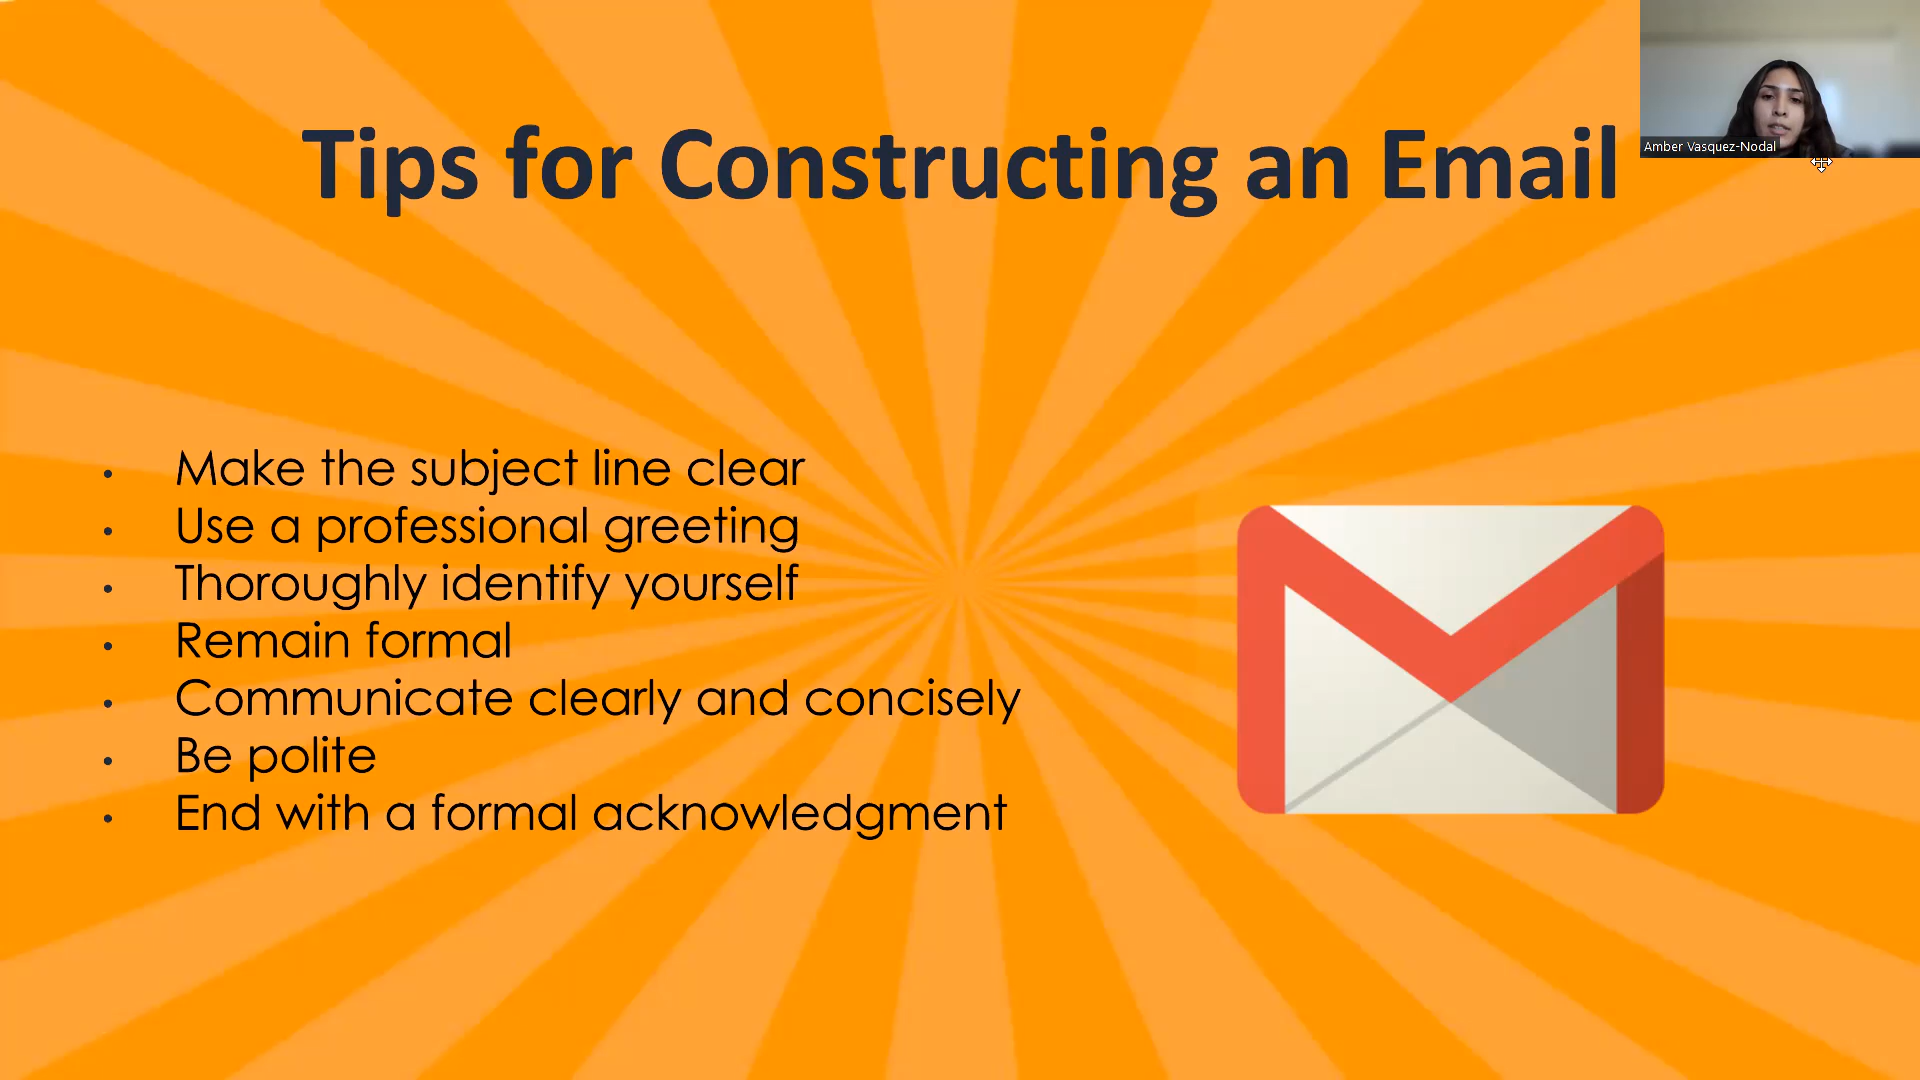 Tips for Constructing an Email
Amber Vasquez-Nodal
• Make the subject line clear
• Use a professional greeting
• Thoroughly identify yourself
• Remain formal
• Communicate clearly and concisely
• Be polite
• End with a formal acknowledgment